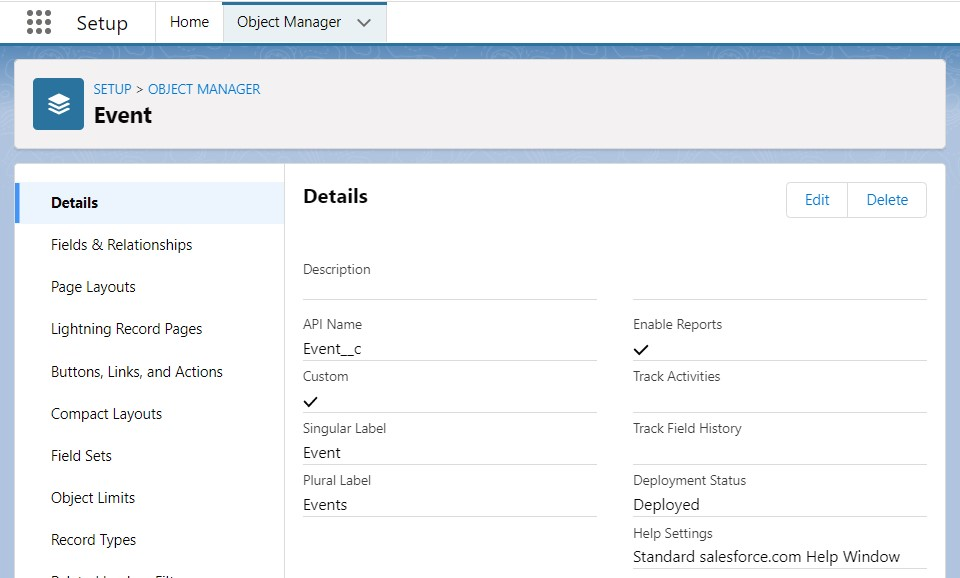 Setup
Home
Object Manager
SETUP > OBJECT MANAGER
Event
Details
Fields & Relationships
Page Layouts
Lightning Record Pages
Buttons, Links, and Actions
Compact Layouts
Field Sets
Object Limits
Record Types
Details
Edit
Delete
Description
API Name
Event__c
Enable Reports
Custom
Track Activities
Singular Label
Event
Track Field History
Plural Label
Events
Deployment Status
Deployed
Help Settings
Standard salesforce.com Help Window